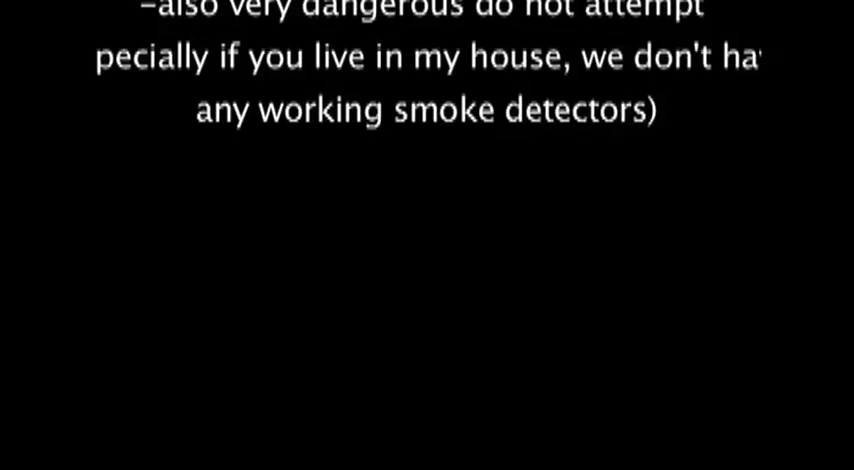 -also very dangerous do not attempt
pecially if you live in my house, we don't hav
any working smoke detectors)